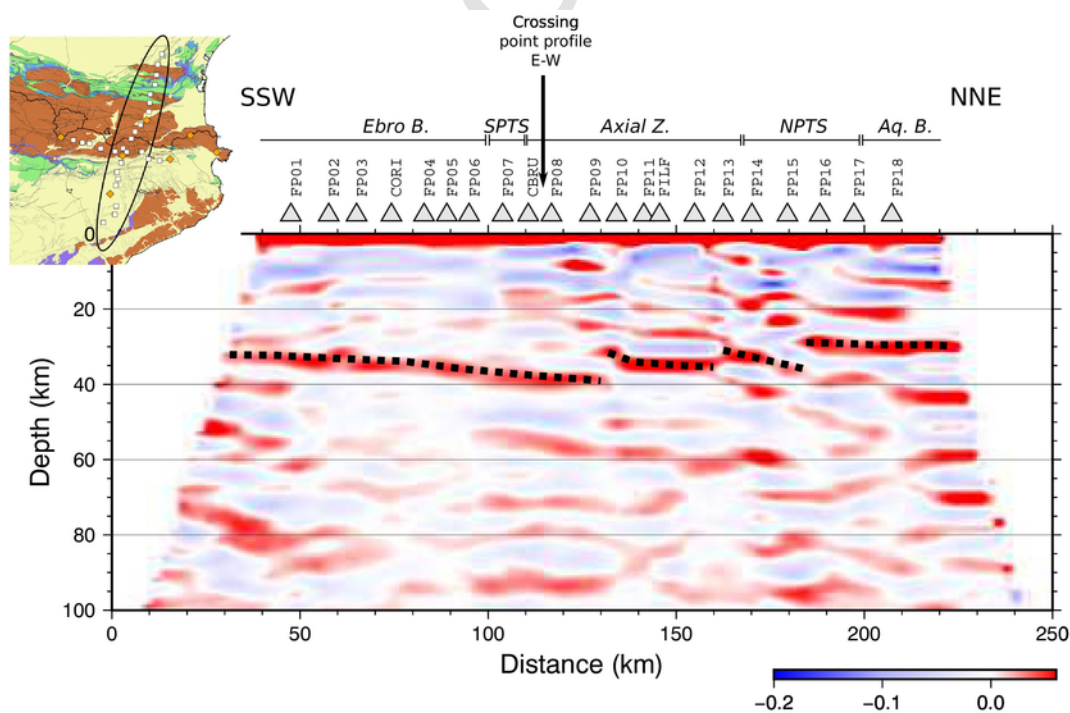 Crossing
point profile
E-W
SSW
NNE
Ebro B. SPTS Axial Z. NPTS Aq. B.
FP01 FP02 FP03 CORI FP04 FP05 FP06 FP07 CBRU FP08 FP09 FP10 FP11 FILF FP12 FP13 FP14 FP15 FP16 FP17 FP18
0
20
40
60
80
100
Depth (km)
0 50 100 150 200 250
Distance (km)
−0.2 −0.1 0.0